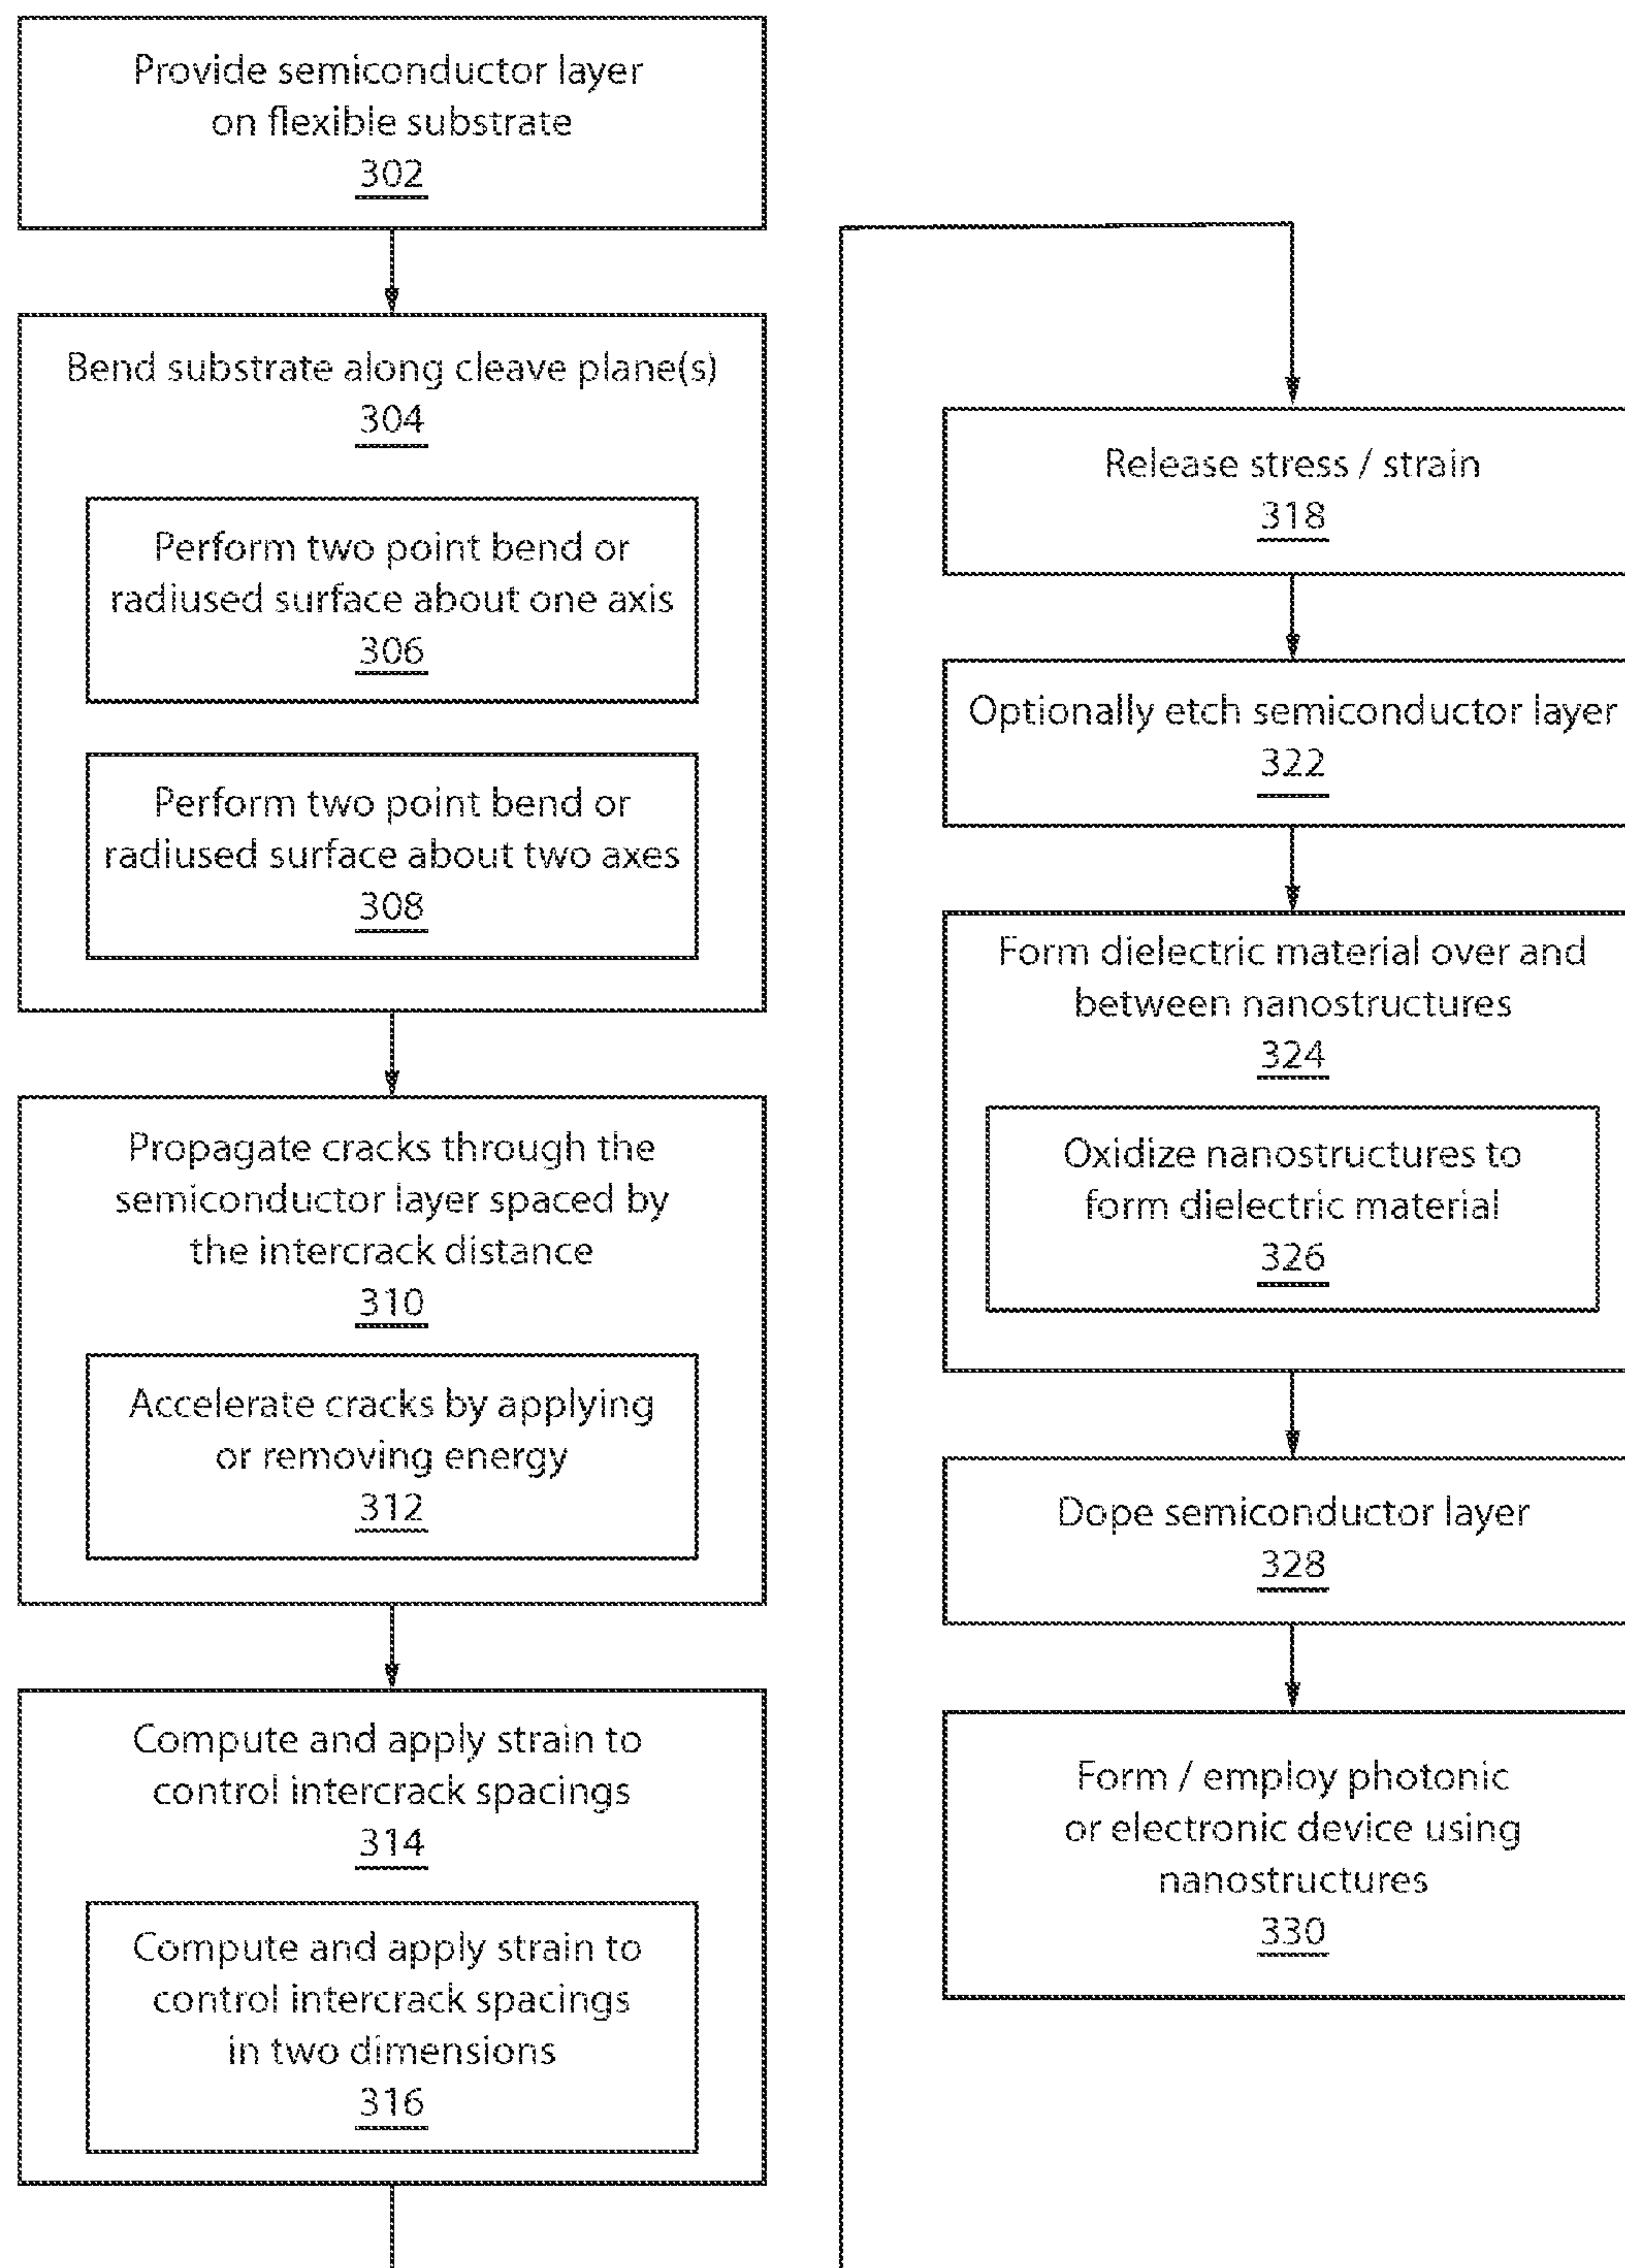 Provide semiconductor layer
on flexible substrate
302
Bend substrate along cleave plane(s)
304
Perform two point bend or
radiused surface about one axis
306
Perform two point bend or
radiused surface about two axes
308
Propagate cracks through the
semiconductor layer spaced by
the intercrack distance
310
Accelerate cracks by applying
or removing energy
312
Compute and apply strain to
control intercrack spacings
314
Compute and apply strain to
control intercrack spacings
in two dimensions
316
Release stress / strain
318
Optionally etch semiconductor layer
322
Form dielectric material over and
between nanostructures
324
Oxidize nanostructures to
form dielectric material
326
Dope semiconductor layer
328
Form / employ photonic
or electronic device using
nanostructures
330